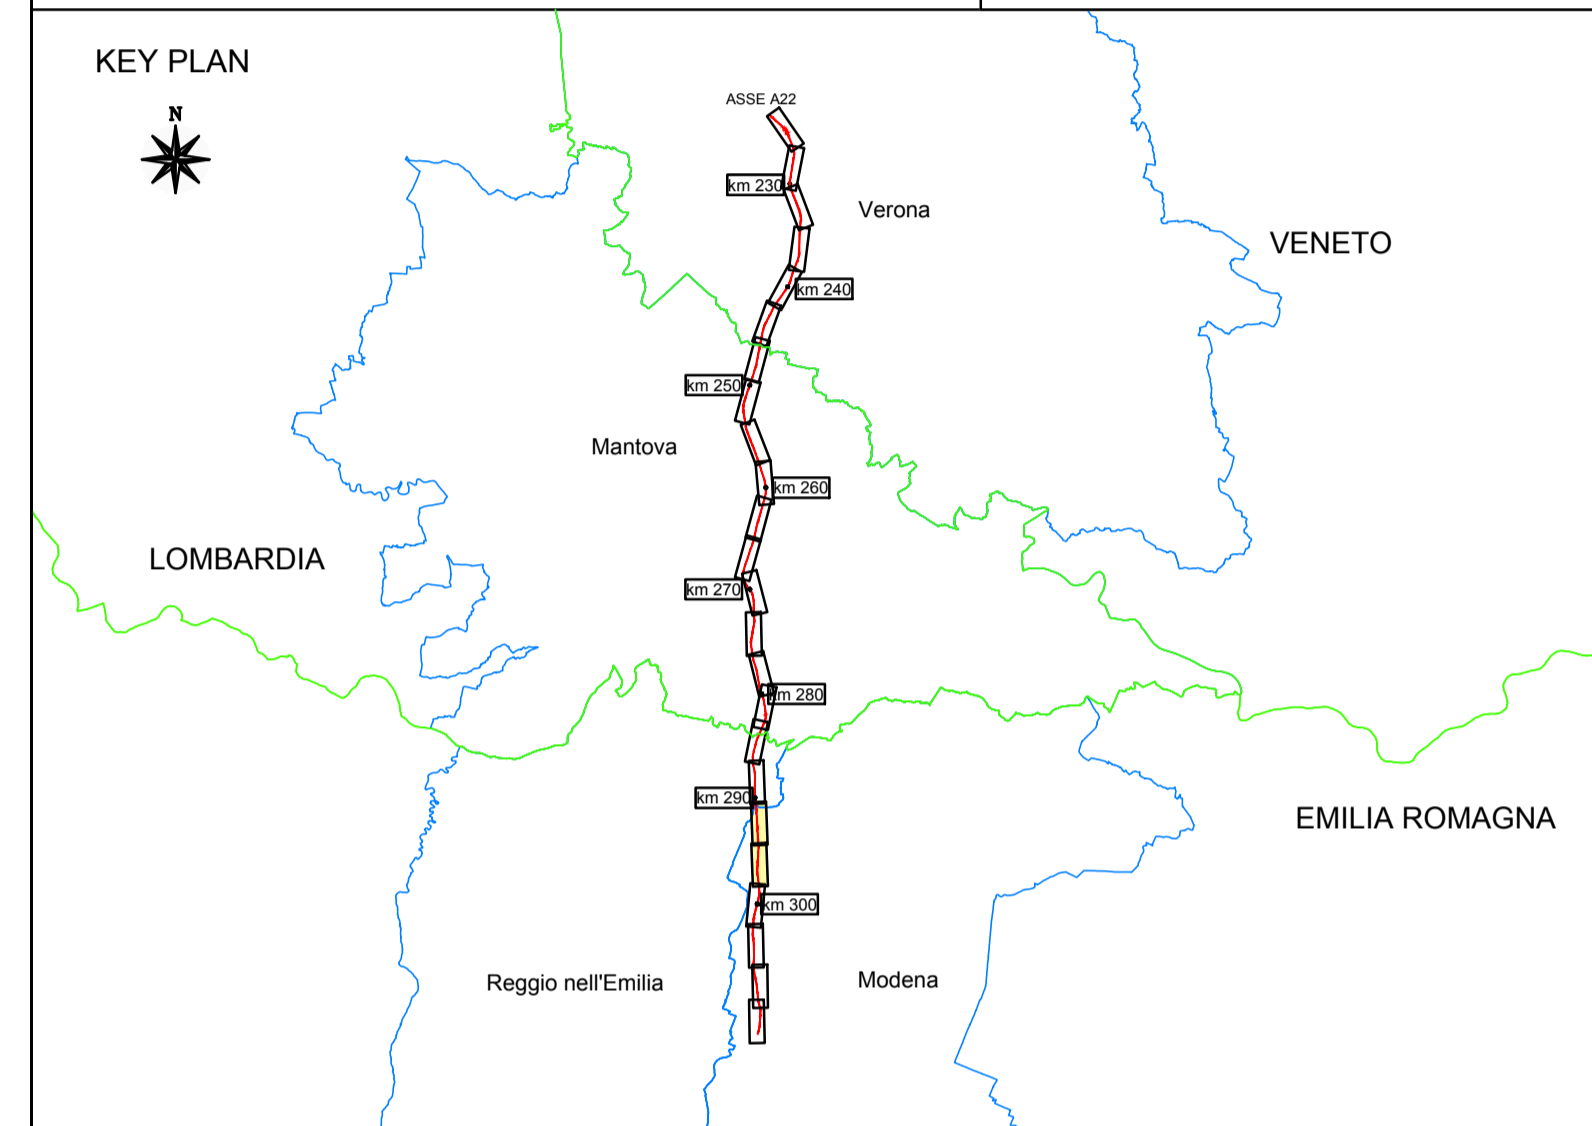 KEY PLAN
N
ASSE A22
km 230
Verona
VENETO
km 240
km 250
Mantova
km 260
LOMBARDIA
km 270
km 280
km 290
EMILIA ROMAGNA
km 300
Reggio nell'Emilia
Modena